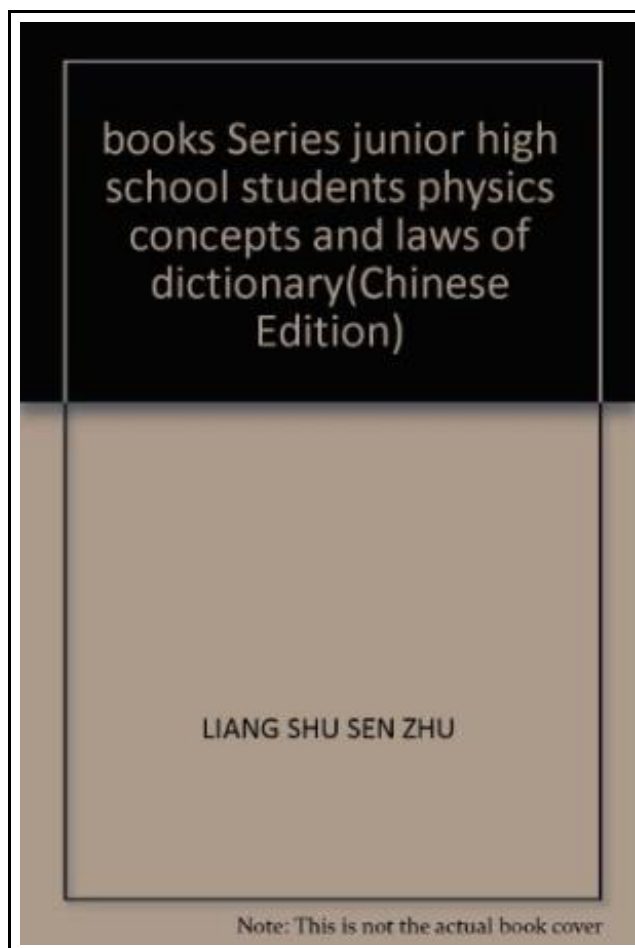 books Series junior high
school students physics
concepts and laws of
dictionary(Chinese
Edition)
LIANG SHU SEN ZHU
Note: This is not the actual book cover